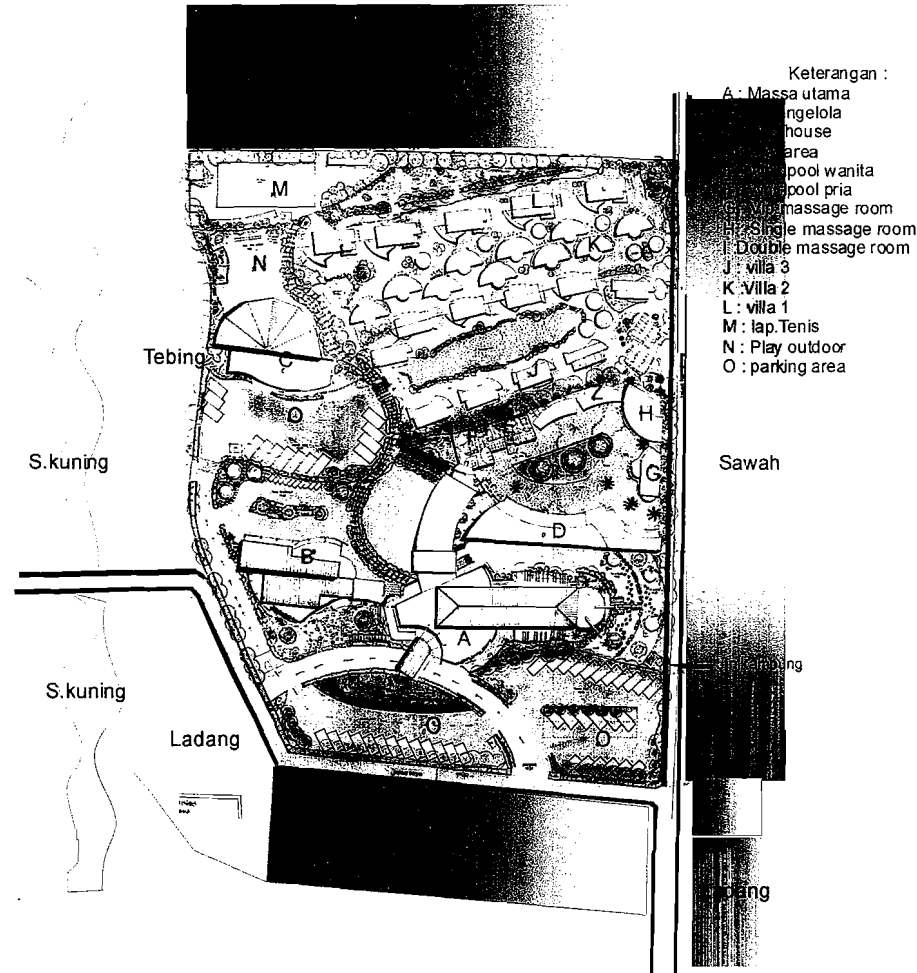 Keterangan :
A : Massa utama
ngelola
house
area
pool wanita
pool pria
massage room
H : Single massage room
I : Double massage room
J : villa 3
K : Villa 2
L : villa 1
M : lap.Tenis
N : Play outdoor
O : parking area
M
N
K
Tebing
C
J
H
O
S.kuning
G
Sawah
D
B
A
S.kuning
Ladang
O
O